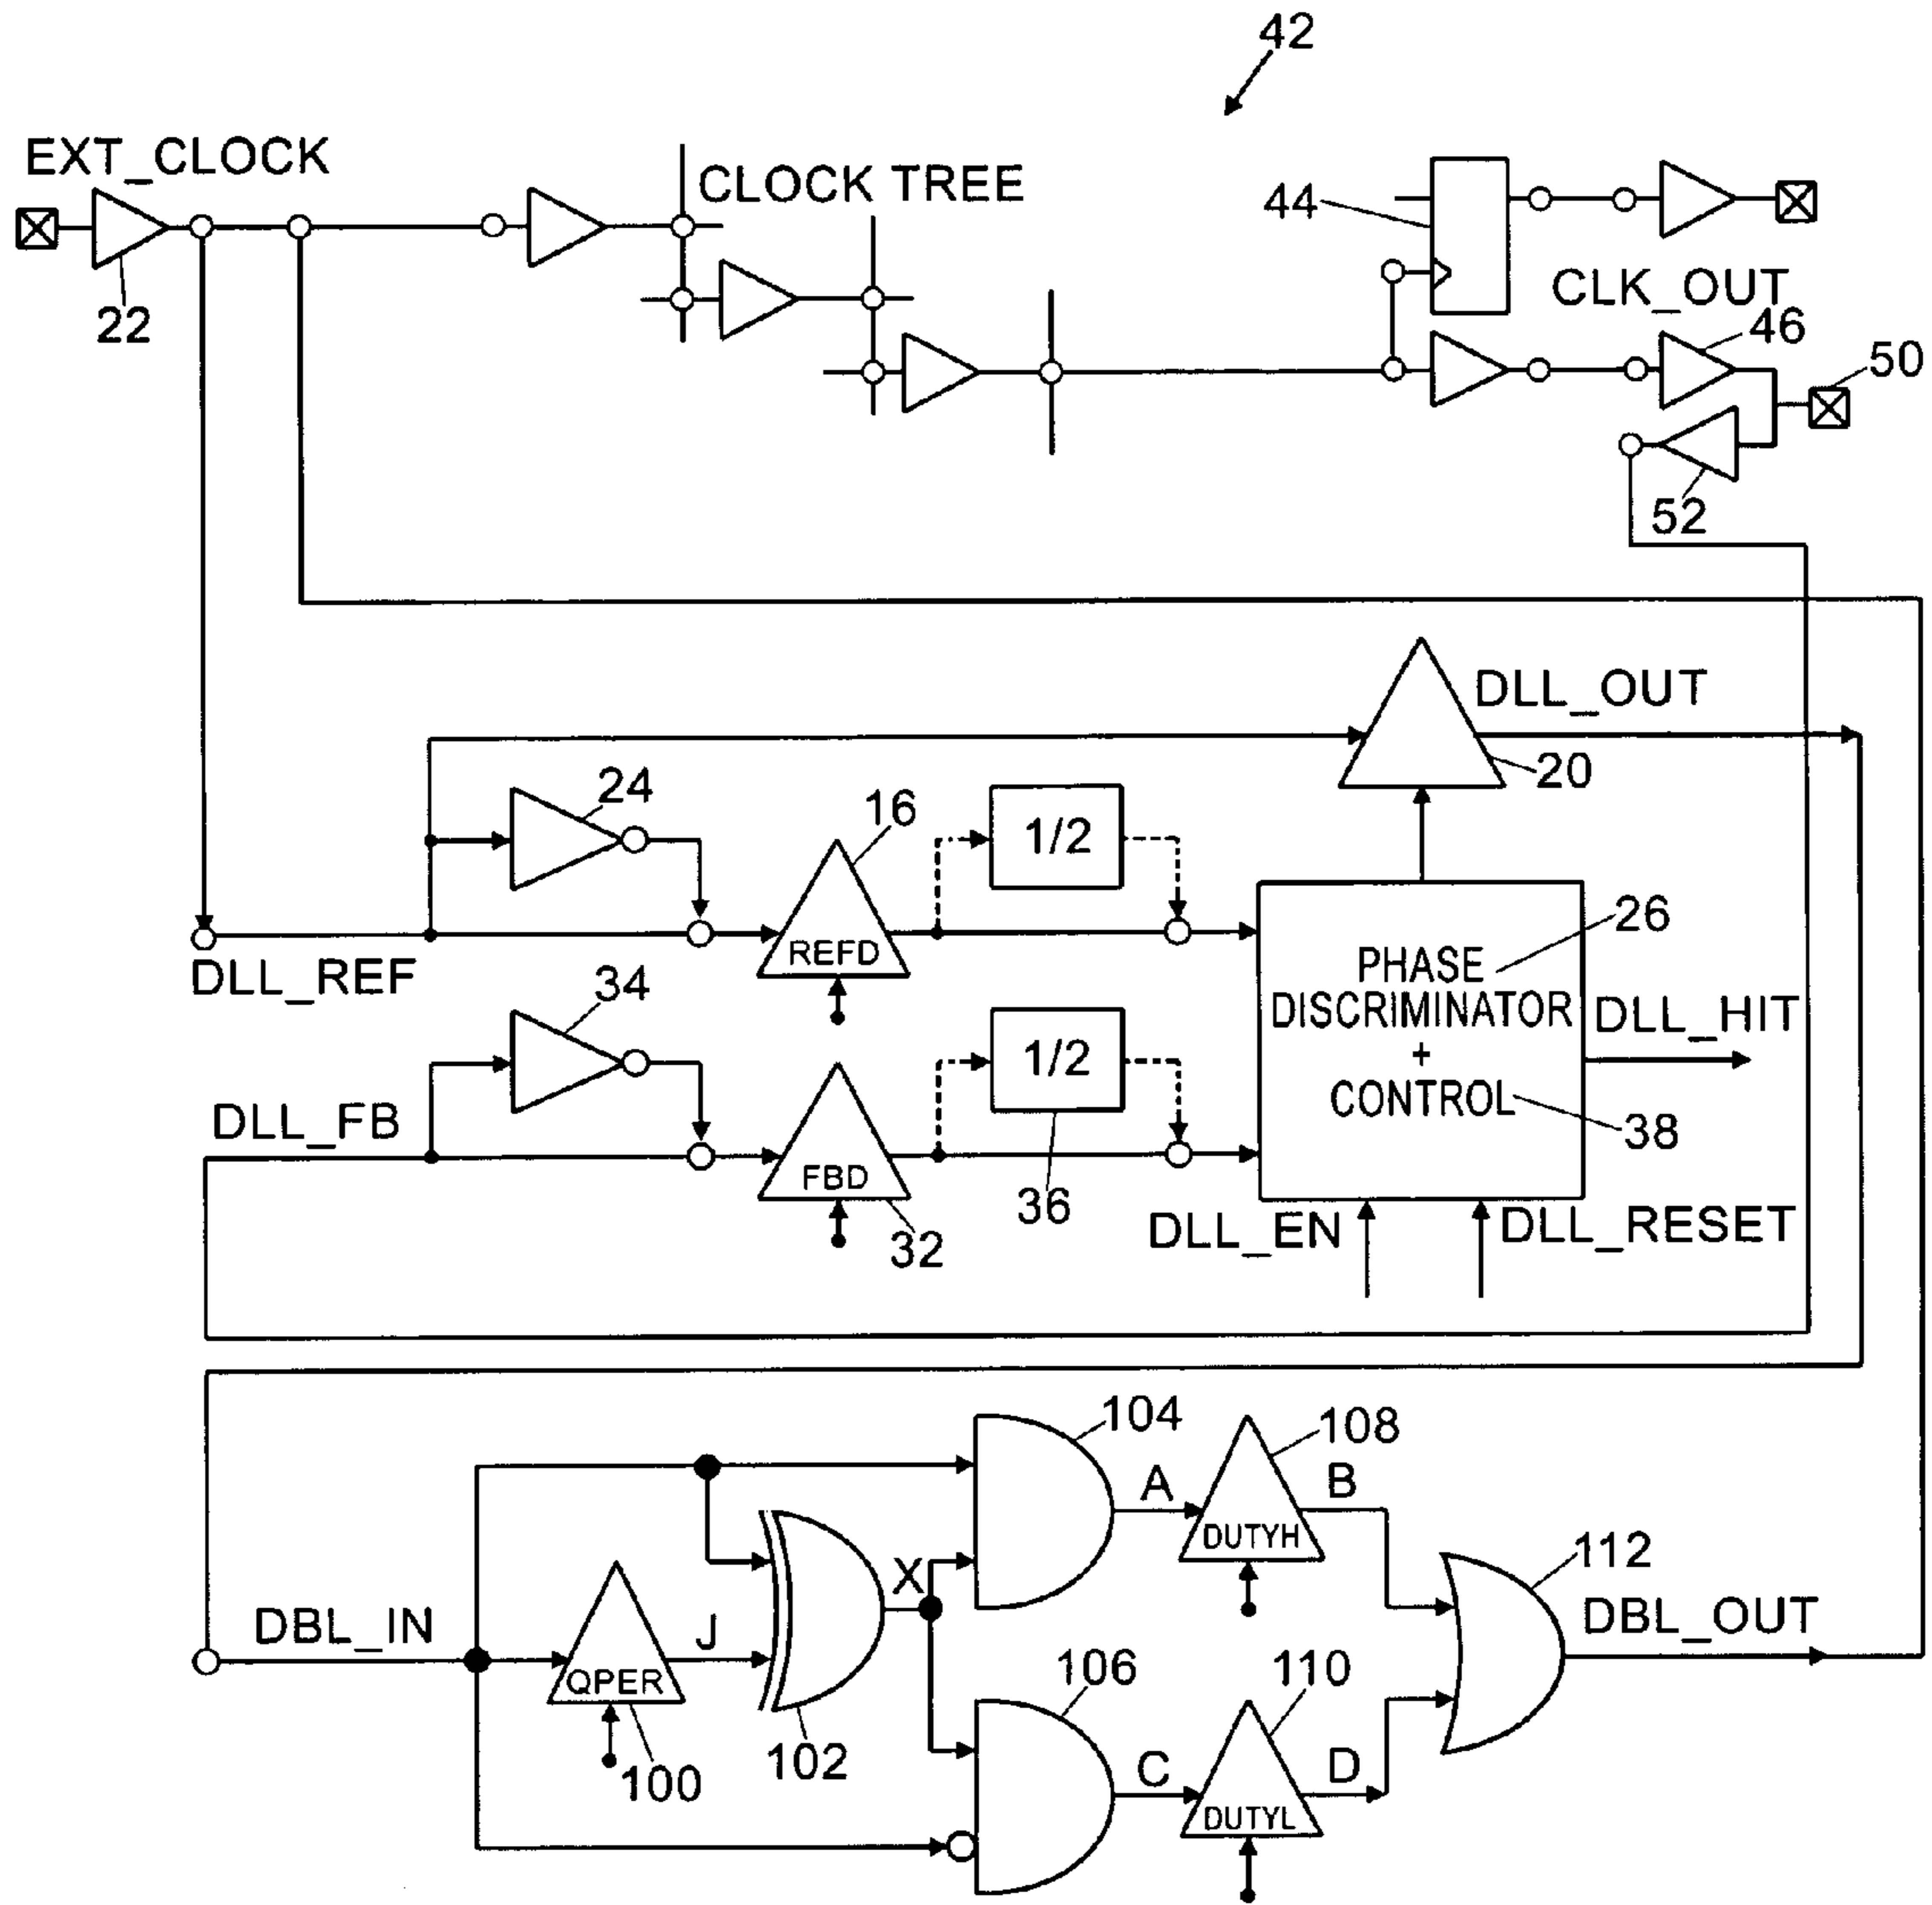 42
EXT_CLOCK
CLOCK TREE
44
22
CLK_OUT
46
50
52
DLL_OUT
20
24
16
1/2
REFD
26
DLL_REF
PHASE
DISCRIMINATOR
+
CONTROL
34
DLL_HIT
1/2
DLL_FB
38
FBD
36
32
DLL_EN
DLL_RESET
104
108
A
B
DUTYH
112
X
DBL_IN
J
DBL_OUT
QPER
106
110
102
100
C
D
DUTYL